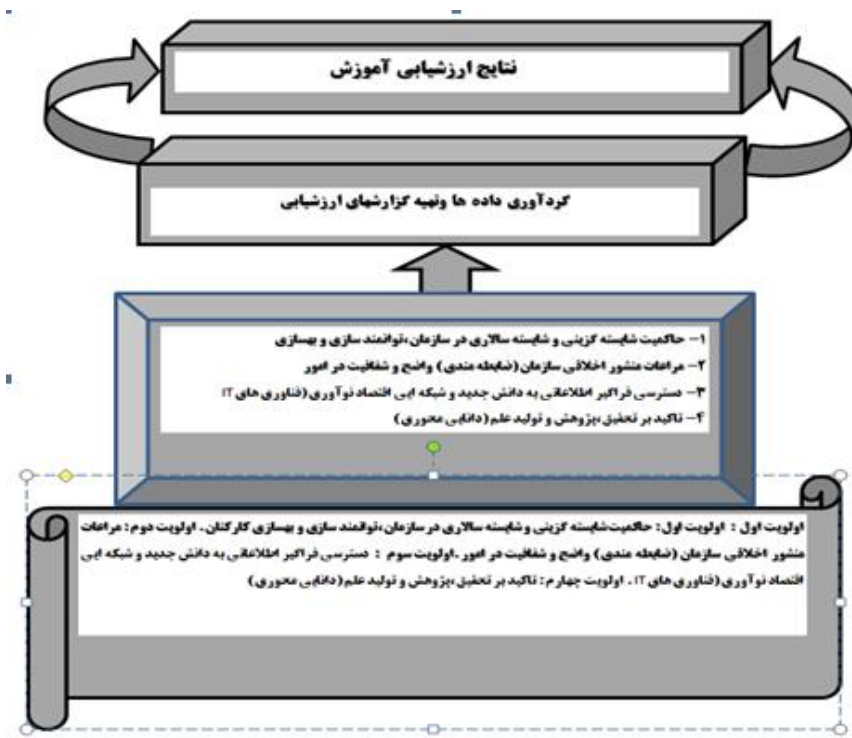 نتایج ارزشیابی آموزش
گردآوری داده ها وتهیه گزارشهای ارزشیابی
۱- حاکمیت شایسته گزینی و شایسته سالاری در سازمان،توانمند سازی و بهسازی
۲- مراعات منشور اخلاقی سازمان (ضابطه مندی) واضح و شفافیت در امور
۳- دسترسی فراگیر اطلاعاتی به دانش جدید و شبکه ایی اقتصاد نوآوری(فناوری های IT
۴- تاکید بر تحقیق،پژوهش و تولید علم(دانایی محوری)
اولویت اول : اولویت اول: حاکمیت شایسته گزینی و شایسته سالاری در سازمان،توانمند سازی و بهسازی کارکنان. اولویت دوم: مراعات
منشور اخلاقی سازمان (ضابطه مندی) واضح و شفافیت در امور .اولویت سوم : دسترسی فراگیر اطلاعاتی به دانش جدید و شبکه ایی
اقتصاد نوآوری(فناوری های IT . اولویت چهارم: تاکید بر تحقیق،پژوهش و تولید علم(دانایی محوری)